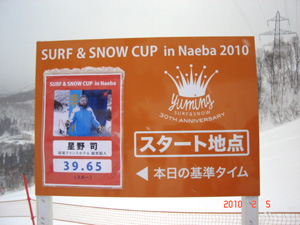 SURF & SNOW CUP in Naeba 2010
SURF & SNOW CUP in Naeba 2010
星野 司
39.65
yuming
SURF & SNOW
30TH ANNIVERSARY
スタート地点
◀ 本日の基準タイム
2010 2 5